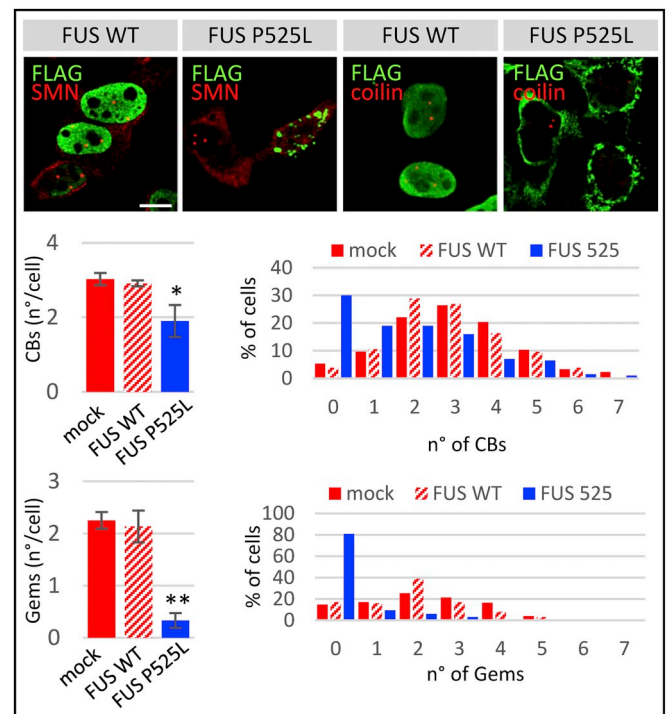 FUS WT FUS P525L FUS WT FUS P525L
FLAG FLAG FLAG FLAG
SMN SMN coilin coilin
CBs (n°/cell)
4
2
0
*
mock FUS WT FUS P525L
mock FUS WT FUS 525
% of cells
40
30
20
10
0
0 1 2 3 4 5 6 7
n° of CBs
Gems (n°/cell)
3
2
1
0
**
mock FUS WT FUS P525L
mock FUS WT FUS 525
% of cells
100
80
60
40
20
0
0 1 2 3 4 5 6 7
n° of Gems